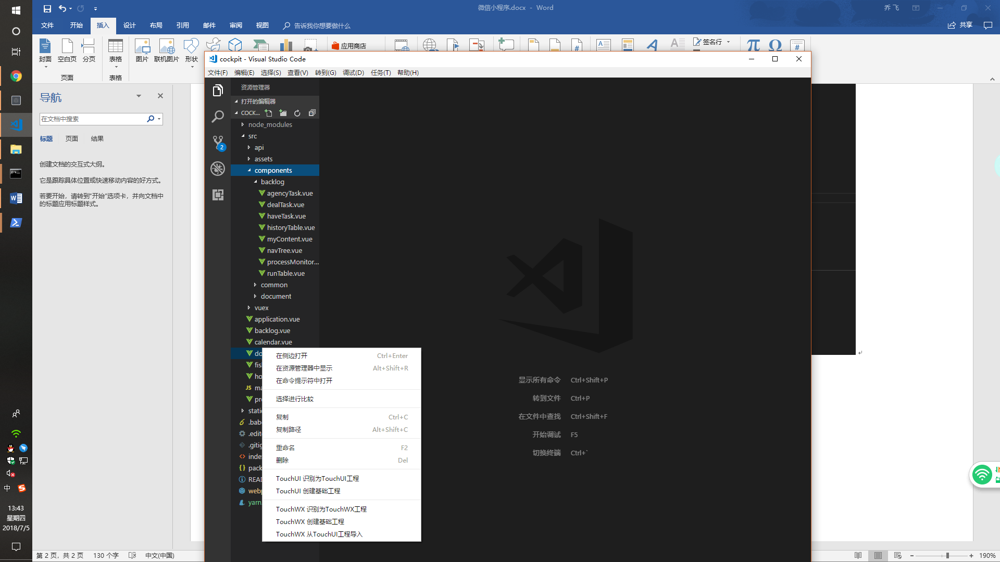 微信小程序.docx - Word
乔 飞
文件 开始 插入 设计 布局 引用 邮件 审阅 视图 告诉我你想要做什么
共享
封面 空白页 分页 表格 图片 联机图片 形状 应用商店 签名行
页面 表格
导航
在文档中搜索
标题 页面 结果
创建文档的交互式大纲。
它是跟踪具体位置或快速移动内容的好方式。
若要开始，请转到“开始”选项卡，并向文档中
的标题应用标题样式。
cockpit - Visual Studio Code
文件(F) 编辑(E) 选择(S) 查看(V) 转到(G) 调试(D) 任务(T) 帮助(H)
资源管理器
打开的编辑器
COCK...
node_modules
src
api
2
assets
components
backlog
agencyTask.vue
dealTask.vue
haveTask.vue
historyTable.vue
myContent.vue
navTree.vue
processMonitor...
runTable.vue
common
document
vuex
application.vue
backlog.vue
calendar.vue
do
fis
ho
JS ma
pro
static
.babe
.edito
.gitig
index
pack
READ
webp
yarn.
在侧边打开 Ctrl+Enter
在资源管理器中显示 Alt+Shift+R
在命令提示符中打开
选择进行比较
复制 Ctrl+C
复制路径 Alt+Shift+C
重命名 F2
删除 Del
TouchUI 识别为TouchUI工程
TouchUI 创建基础工程
TouchWX 识别为TouchWX工程
TouchWX 创建基础工程
TouchWX 从TouchUI工程导入
显示所有命令 Ctrl+Shift+P
转到文件 Ctrl+P
在文件中查找 Ctrl+Shift+F
开始调试 F5
切换终端 Ctrl+`
中
13:43
星期四
2018/7/5
第 2 页，共 2 页 130 个字 中文(中国)
190%